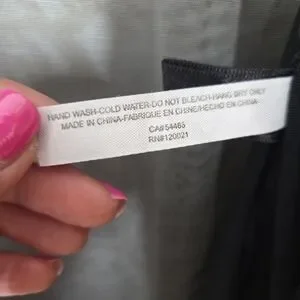 HAND WASH-COLD WATER-DO NOT BLEACH-HANG DRY ONLY
MADE IN CHINA-FABRIQUE EN CHINE/HECHO EN CHINA
CA#54465
RN#120021